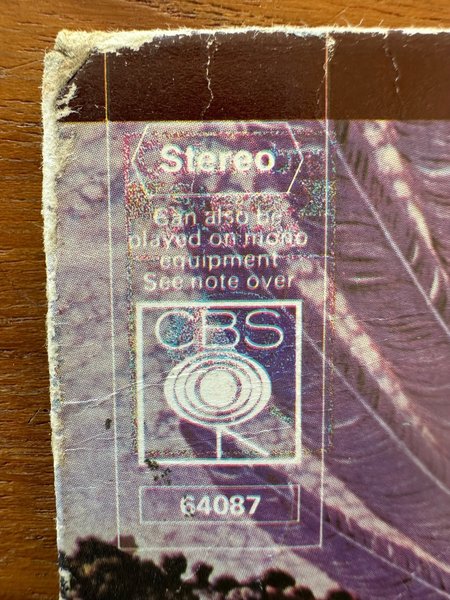 Stereo
Can also be
played on mono
equipment
See note over
CBS
64087